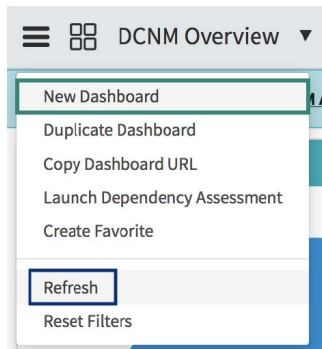 DCNM Overview
New Dashboard
Duplicate Dashboard
Copy Dashboard URL
Launch Dependency Assessment
Create Favorite
Refresh
Reset Filters